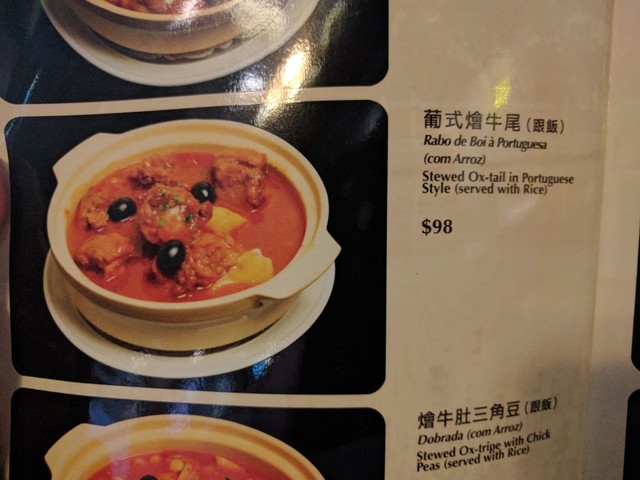 葡式燴牛尾 (跟飯)
Rabo de Boi à Portuguesa
(com Arroz)
Stewed Ox-tail in Portuguese
Style (served with Rice)
$98
燴牛肚三角豆 (跟飯)
Dobrada (com Arroz)
Stewed Ox-tripe with Chick
Peas (served with Rice)